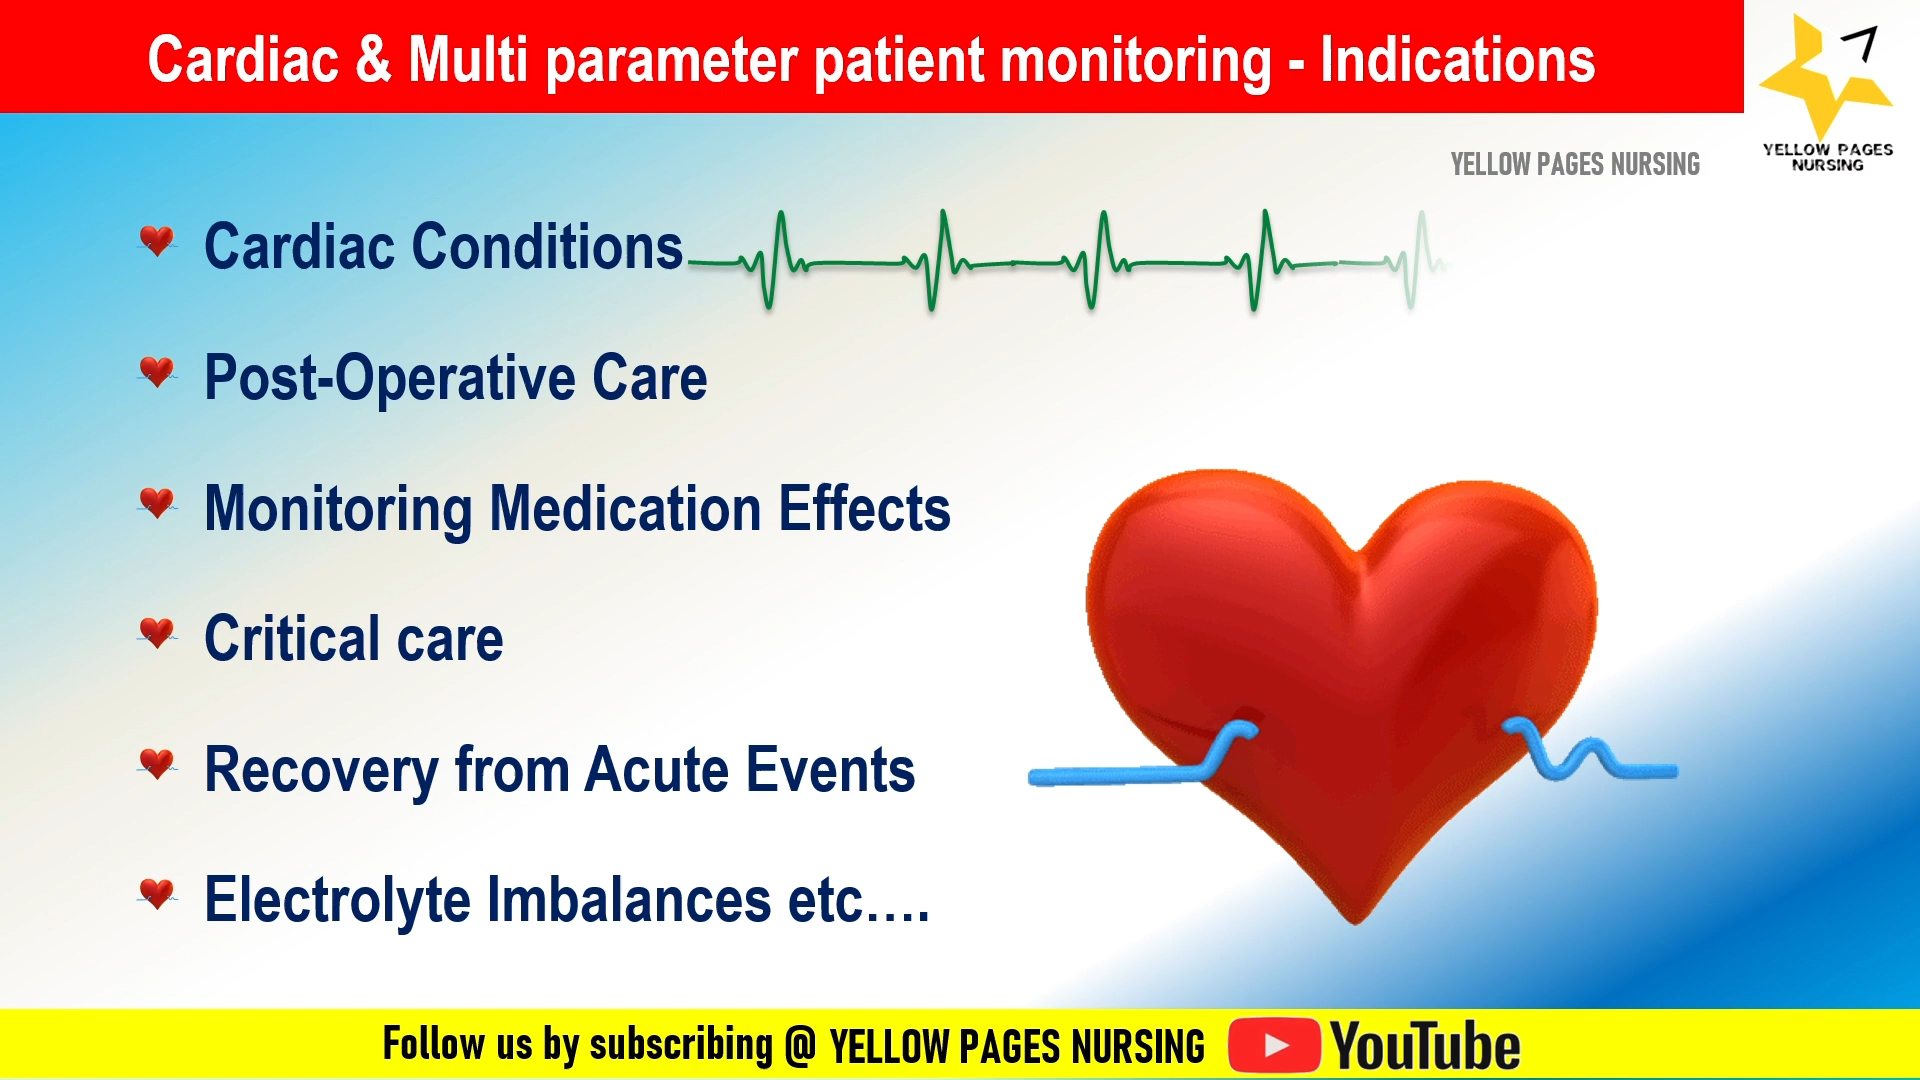 Cardiac & Multi parameter patient monitoring - Indications
YELLOW PAGES
NURSING
YELLOW PAGES NURSING
Cardiac Conditions
Post-Operative Care
Monitoring Medication Effects
Critical care
Recovery from Acute Events
Electrolyte Imbalances etc....
Follow us by subscribing @ YELLOW PAGES NURSING YouTube